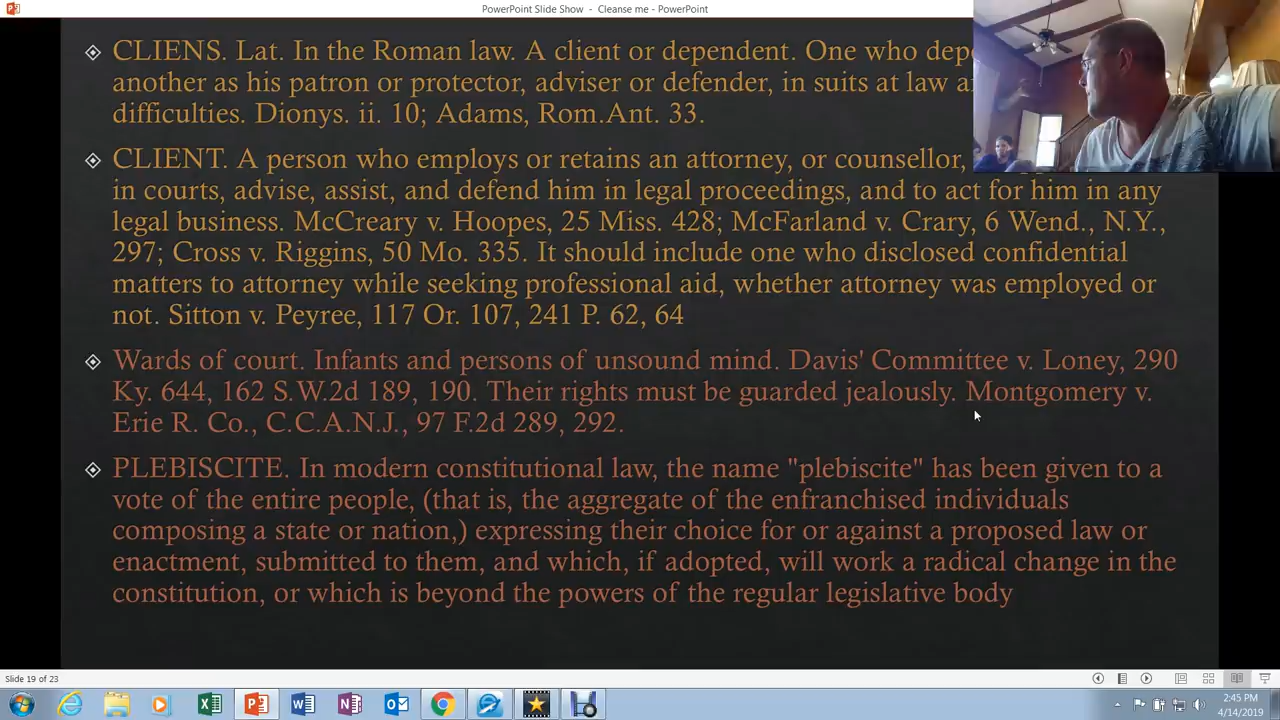 PowerPoint Slide Show - Cleanse me - PowerPoint
CLIENS. Lat. In the Roman law. A client or dependent. One who
another as his patron or protector, adviser or defender, in suits at law
difficulties. Dionys. ii. 10; Adams, Rom.Ant. 33.
CLIENT. A person who employs or retains an attorney, or counsellor,
in courts, advise, assist, and defend him in legal proceedings, and to act for him in any
legal business. McCreary v. Hoopes, 25 Miss. 428; McFarland v. Crary, 6 Wend., N.Y.,
297; Cross v. Riggins, 50 Mo. 335. It should include one who disclosed confidential
matters to attorney while seeking professional aid, whether attorney was employed or
not. Sitton v. Peyree, 117 Or. 107, 241 P. 62, 64
Wards of court. Infants and persons of unsound mind. Davis' Committee v. Loney, 290
Ky. 644, 162 S.W.2d 189, 190. Their rights must be guarded jealously. Montgomery v.
Erie R. Co., C.C.A.N.J., 97 F.2d 289, 292.
PLEBISCITE. In modern constitutional law, the name "plebiscite" has been given to a
vote of the entire people, (that is, the aggregate of the enfranchised individuals
composing a state or nation,) expressing their choice for or against a proposed law or
enactment, submitted to them, and which, if adopted, will work a radical change in the
constitution, or which is beyond the powers of the regular legislative body
Slide 19 of 23
2:45 PM
4/14/2019